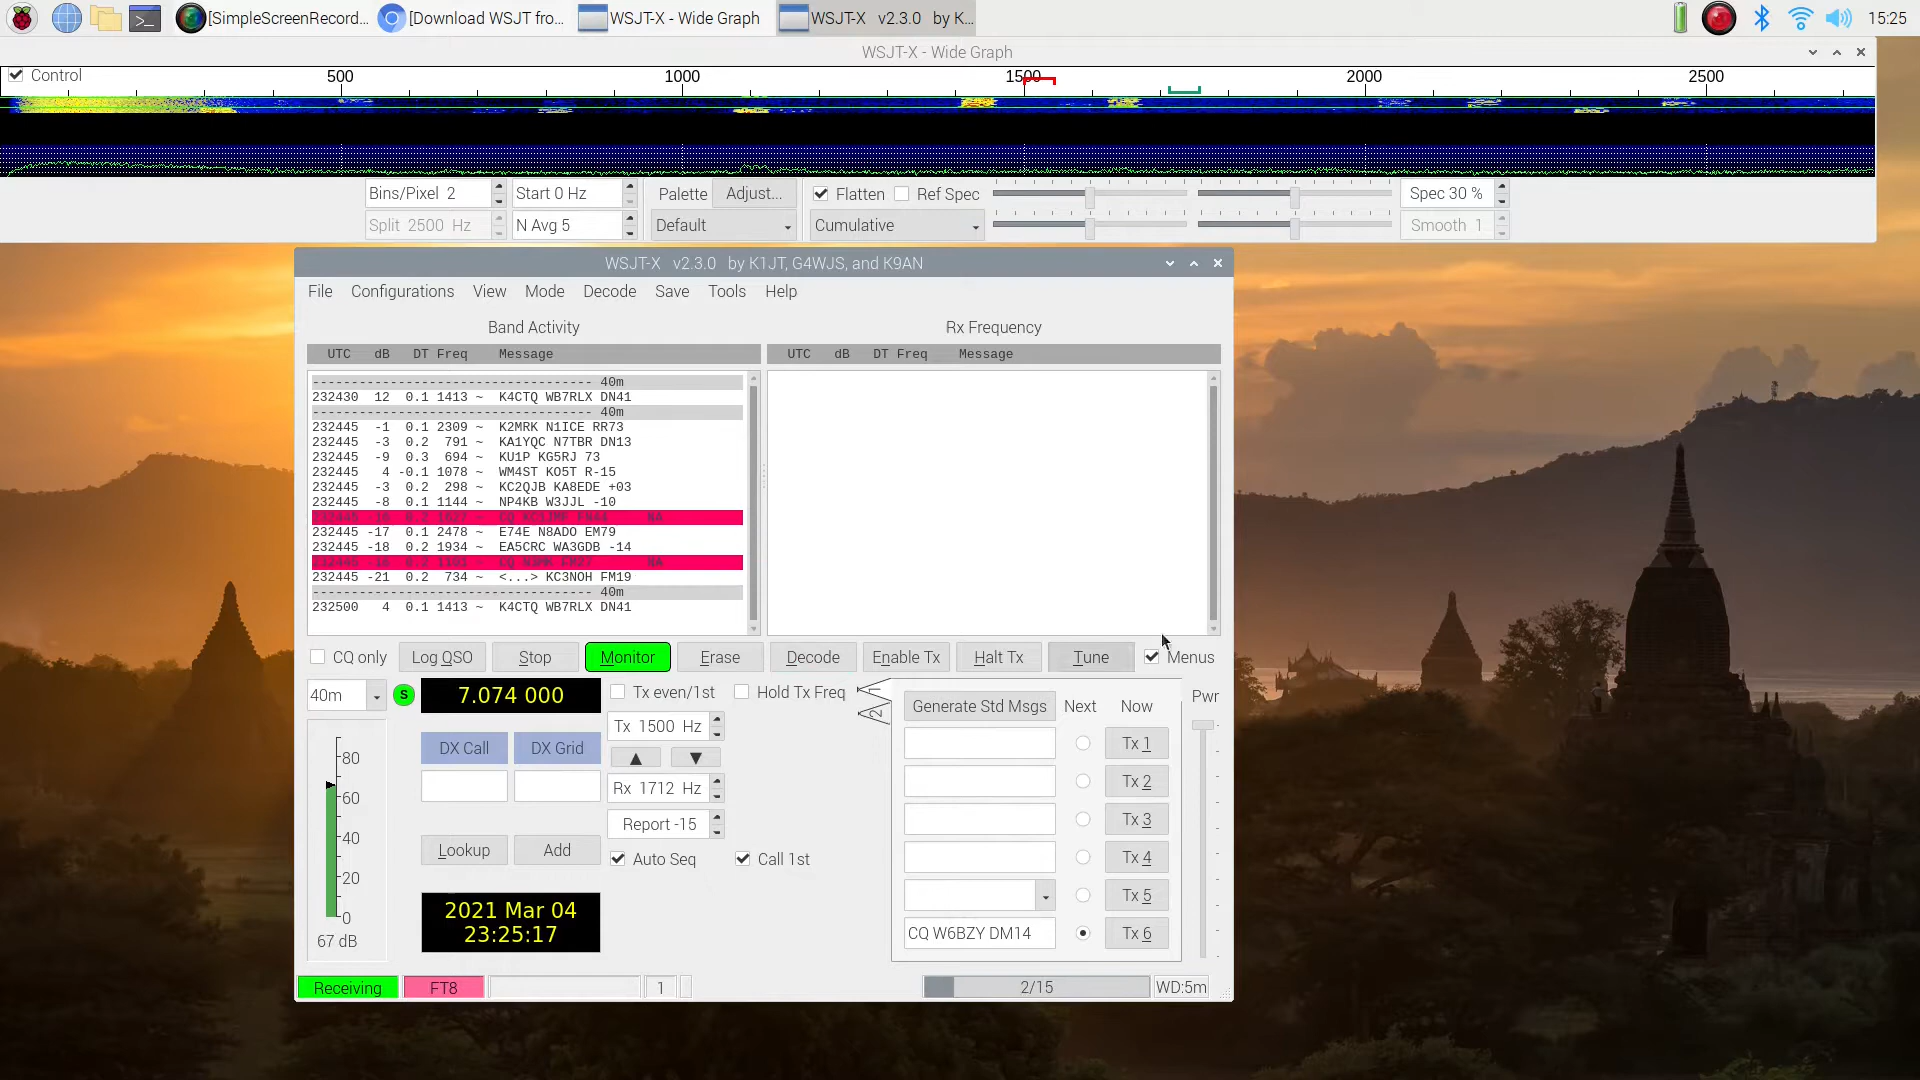 [SimpleScreenRecord...
[Download WSJT fro...
WSJT-X - Wide Graph
WSJT-X v2.3.0 by K...
15:25
WSJT-X - Wide Graph
Control
500 1000 1500 2000 2500
Bins/Pixel 2
Start 0 Hz
Palette
Adjust...
Flatten
Ref Spec
Spec 30 %
Split 2500 Hz
N Avg 5
Default
Cumulative
Smooth 1
WSJT-X v2.3.0 by K1JT, G4WJS, and K9AN
File Configurations View Mode Decode Save Tools Help
Band Activity
Rx Frequency
UTC dB DT Freq Message
UTC dB DT Freq Message
------------------------------------ 40m
232430 12 0.1 1413 ~ K4CTQ WB7RLX DN41
------------------------------------ 40m
232445 -1 0.1 2309 ~ K2MRK N1ICE RR73
232445 -3 0.2 791 ~ KA1YQC N7TBR DN13
232445 -9 0.3 694 ~ KU1P KG5RJ 73
232445 4 -0.1 1078 ~ WM4ST KO5T R-15
232445 -3 0.2 298 ~ KC2QJB KA8EDE +03
232445 -8 0.1 1144 ~ NP4KB W3JJL -10
232445 0.2 1627 ~ CQ NA
232445 -17 0.1 2478 ~ E74E N8ADO EM79
232445 -18 0.2 1934 ~ EA5CRC WA3GDB -14
232445 0.2 ~ CQ NA
232445 -21 0.2 734 ~ <...> KC3NOH FM19
------------------------------------ 40m
232500 4 0.1 1413 ~ K4CTQ WB7RLX DN41
CQ only
Log QSO
Stop
Monitor
Erase
Decode
Enable Tx
Halt Tx
Tune
Menus
40m
S
7.074 000
Tx even/1st
Hold Tx Freq
1
2
Generate Std Msgs
Next
Now
Pwr
Tx 1500 Hz
DX Call
DX Grid
Rx 1712 Hz
Report -15
Lookup
Add
Auto Seq
Call 1st
Tx 1
Tx 2
Tx 3
Tx 4
Tx 5
CQ W6BZY DM14
Tx 6
80
60
40
20
0
67 dB
2021 Mar 04
23:25:17
Receiving
FT8
1
2/15
WD:5m